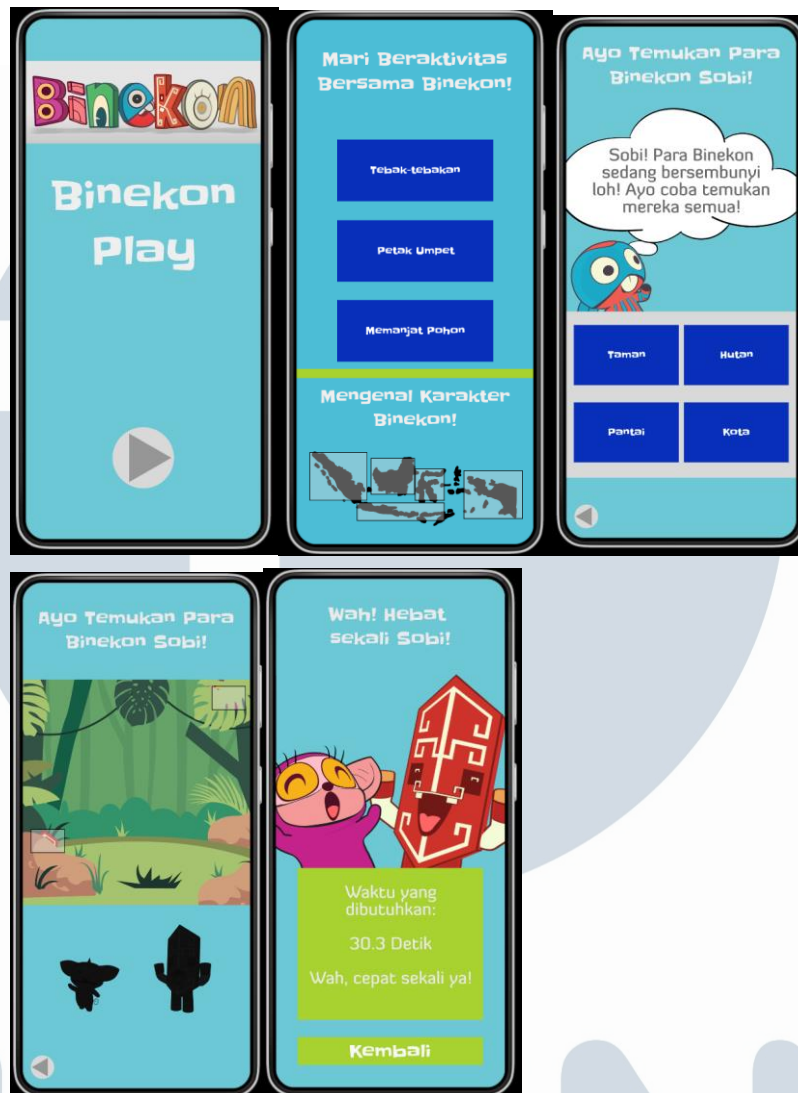 Binekon
Binekon
Play
Mari Beraktivitas
Bersama Binekon!
Tebak-tebakan
Petak Umpet
Memanjat Pohon
Mengenal Karakter
Binekon!
Ayo Temukan Para
Binekon Sobi!
Sobi! Para Binekon
sedang bersembunyi
loh! Ayo coba temukan
mereka semua!
Taman
Hutan
Pantai
Kota
Ayo Temukan Para
Binekon Sobi!
Wah! Hebat
sekali Sobi!
Waktu yang
dibutuhkan:
30.3 Detik
Wah, cepat sekali ya!
Kembali